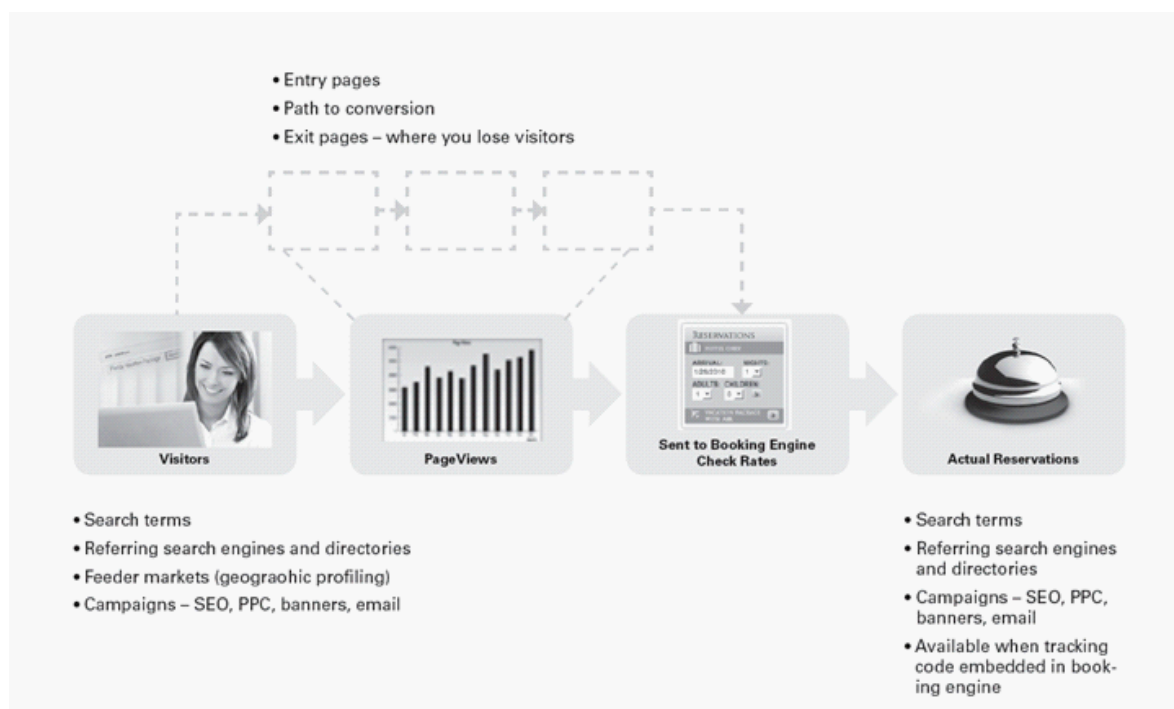 • Entry pages
• Path to conversion
• Exit pages – where you lose visitors
Visitors
PageViews
RESERVATIONS
ARRIVAL:
NIGHTS:
1
ADULTS:
CHILDREN:
1
0
Sent to Booking Engine
Check Rates
Actual Reservations
• Search terms
• Referring search engines and directories
• Feeder markets (geograohic profiling)
• Campaigns – SEO, PPC, banners, email
• Search terms
• Referring search engines
and directories
• Campaigns – SEO, PPC,
banners, email
• Available when tracking
code embedded in book-
ing engine